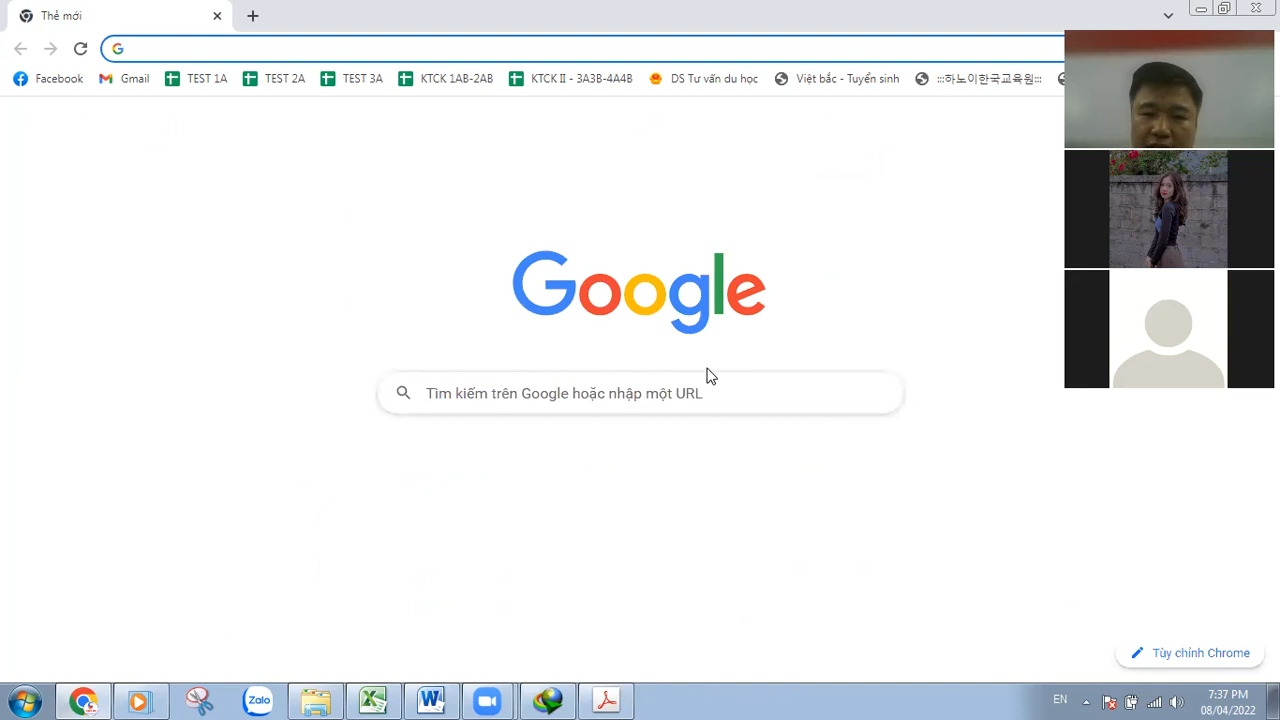 Thẻ mới
Facebook Gmail TEST 1A TEST 2A TEST 3A KTCK 1AB-2AB KTCK II - 3A3B-4A4B DS Tư vấn du học Việt bắc - Tuyển sinh :::하노이한국교육원:::
Google
Tìm kiếm trên Google hoặc nhập một URL
Tùy chỉnh Chrome
Zalo
EN
7:37 PM
08/04/2022